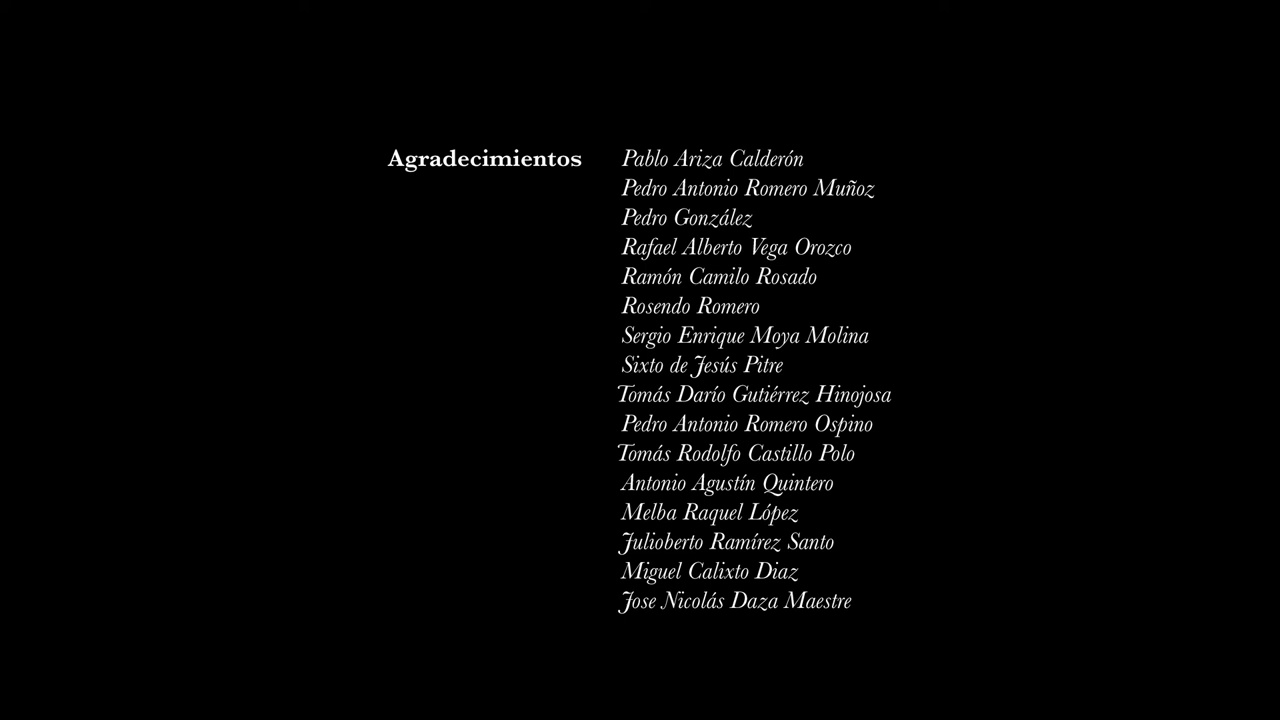 Agradecimientos Pablo Ariza Calderón
Pedro Antonio Romero Muñoz
Pedro González
Rafael Alberto Vega Orozco
Ramón Camilo Rosado
Rosendo Romero
Sergio Enrique Moya Molina
Sixto de Jesús Pitre
Tomás Darío Gutiérrez Hinojosa
Pedro Antonio Romero Ospino
Tomás Rodolfo Castillo Polo
Antonio Agustín Quintero
Melba Raquel López
Julioberto Ramírez Santo
Miguel Calixto Diaz
Jose Nicolás Daza Maestre